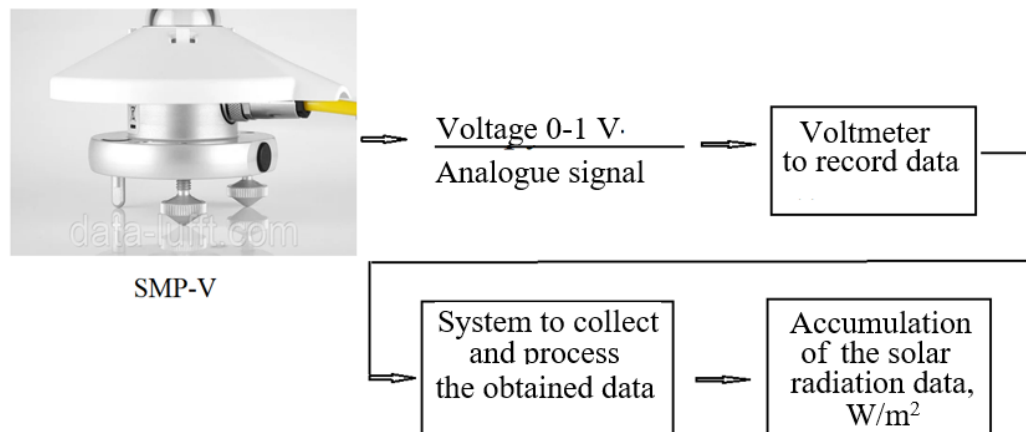 data-lufft.com
SMP-V
Voltage 0-1 V.
Analogue signal
Voltmeter
to record data
System to collect
and process
the obtained data
Accumulation
of the solar
radiation data,
W/m²